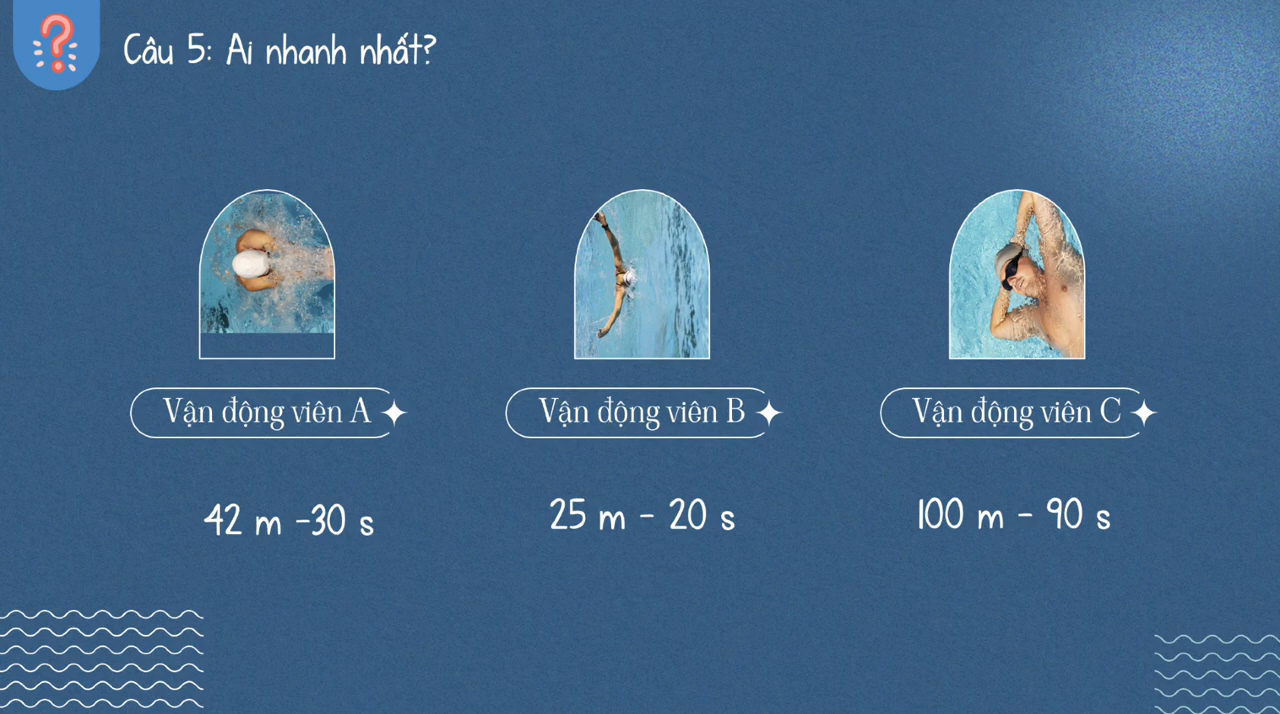 Câu 5: Ai nhanh nhất?
Vận động viên A
Vận động viên B
Vận động viên C
42 m -30 s
25 m - 20 s
100 m - 90 s